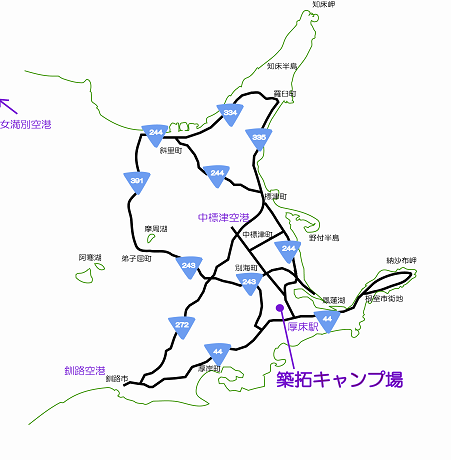 知床岬
知床半島
羅臼町
334
335
女満別空港
244
斜里町
244
391
標津町
中標津空港
中標津町
野付半島
摩周湖
244
阿寒湖
弟子屈町
243
別海町
243
納沙布岬
風蓮湖
根室市街地
272
44
厚床駅
44
厚岸町
釧路空港
釧路市
築拓キャンプ場